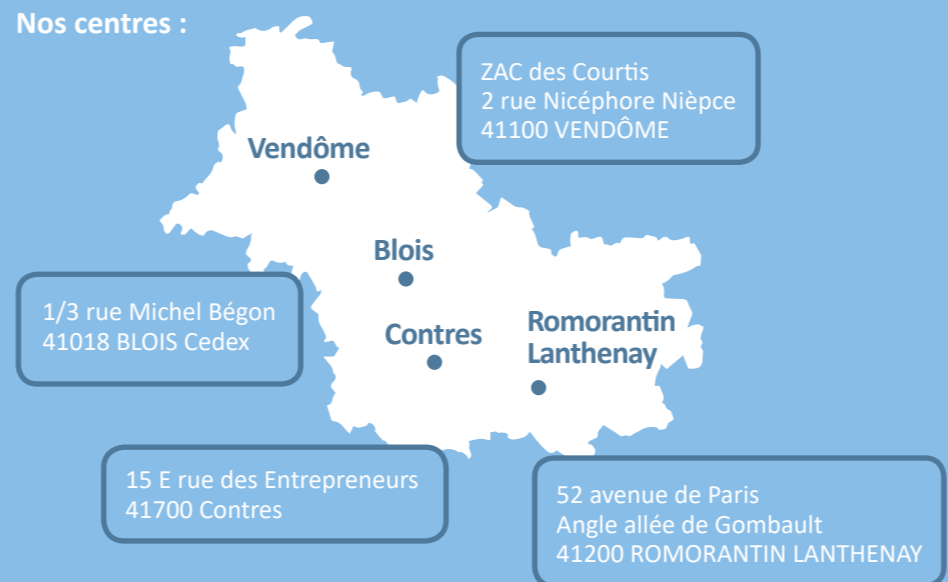 Nos centres :
ZAC des Courtis
2 rue Nicéphore Nièpce
41100 VENDÔME
Vendôme
Blois
1/3 rue Michel Bégon
41018 BLOIS Cedex
Contres
Romorantin
Lanthenay
15 E rue des Entrepreneurs
41700 Contres
52 avenue de Paris
Angle allée de Gombault
41200 ROMORANTIN LANTHENAY